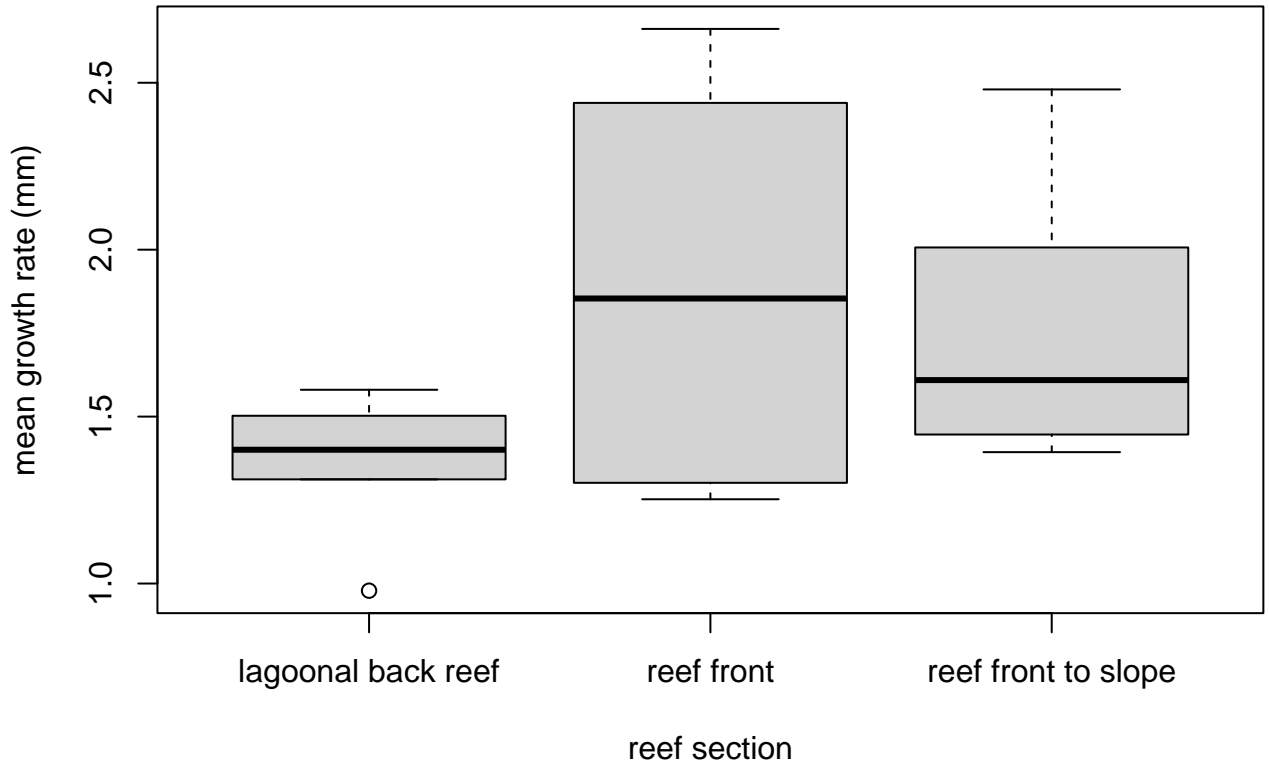 mean growth rate (mm)
2.5
2.0
1.5
1.0
lagoonal back reef
reef front
reef front to slope
reef section